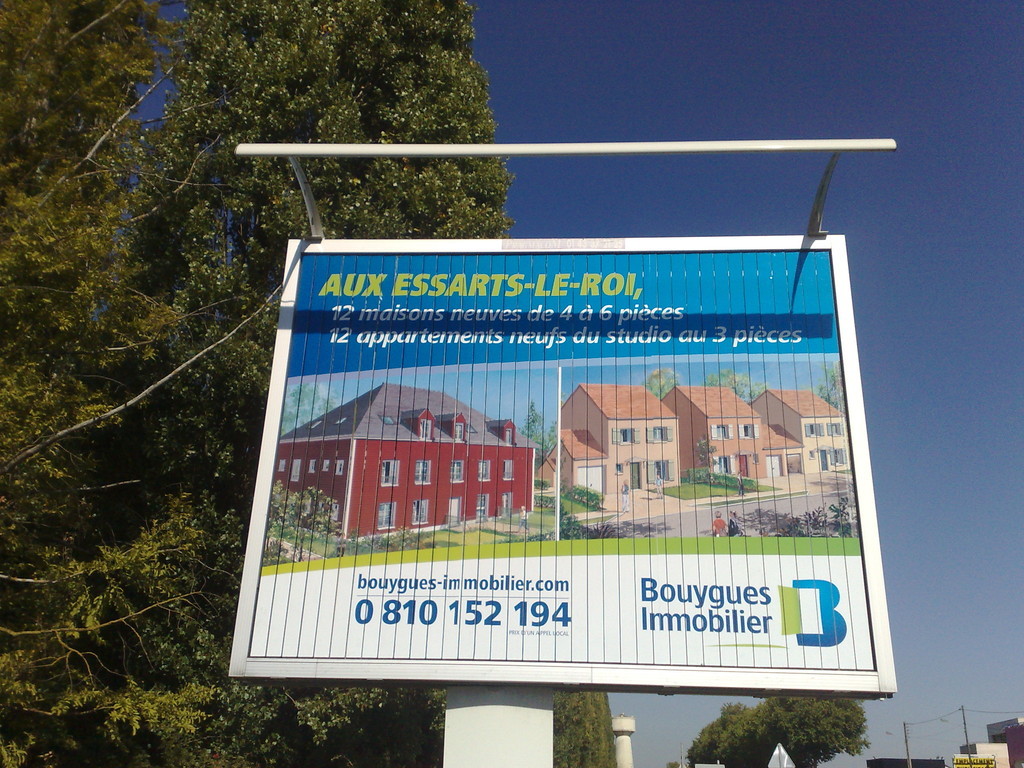 AUX ESSARTS-LE-ROI,
12 maisons neuves de 4 à 6 pièces
12 appartements neufs du studio au 3 pièces
bouygues-immobilier.com
0 810 152 194
PRIX D'UN APPEL LOCAL
Bouygues
Immobilier
EMPLACEMENT